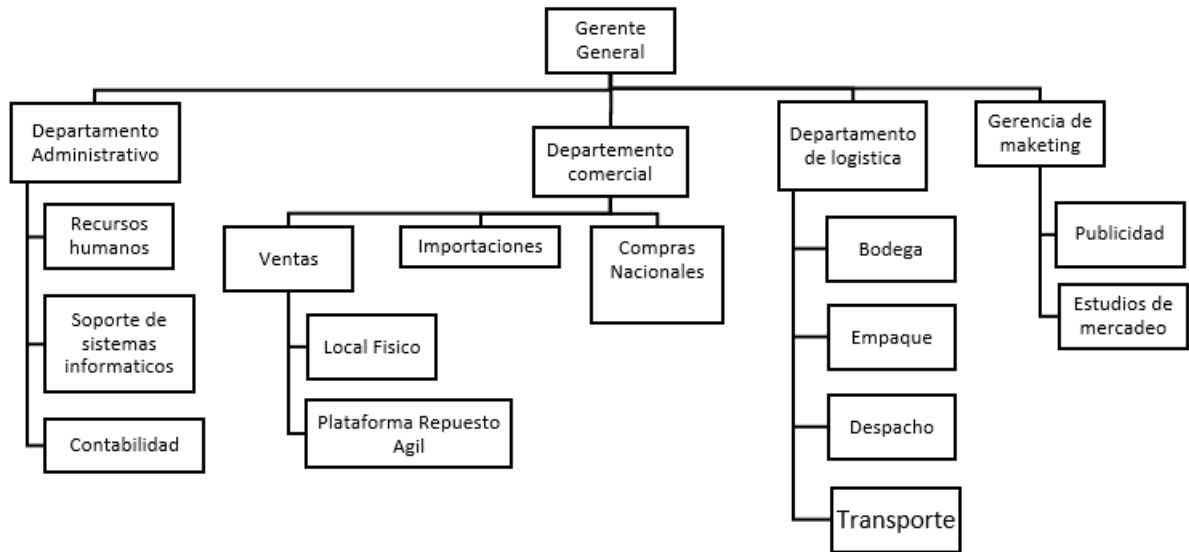 Gerente
General
Departamento
Administrativo
Departemento
comercial
Departamento
de logistica
Gerencia de
maketing
Recursos
humanos
Soporte de
sistemas
informaticos
Contabilidad
Ventas
Importaciones
Compras
Nacionales
Local Fisico
Plataforma Repuesto
Agil
Bodega
Empaque
Despacho
Transporte
Publicidad
Estudios de
mercadeo